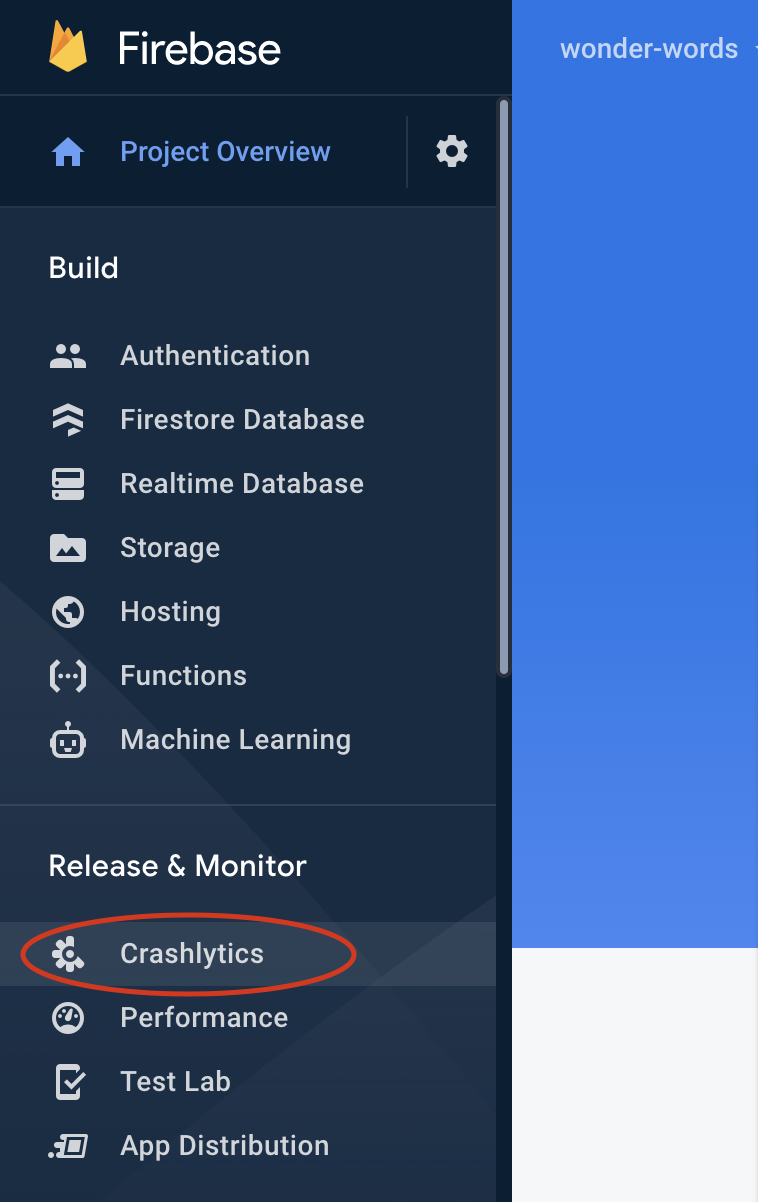 Firebase
wonder-words
Project Overview
Build
Authentication
Firestore Database
Realtime Database
Storage
Hosting
Functions
Machine Learning
Release & Monitor
Crashlytics
Performance
Test Lab
App Distribution